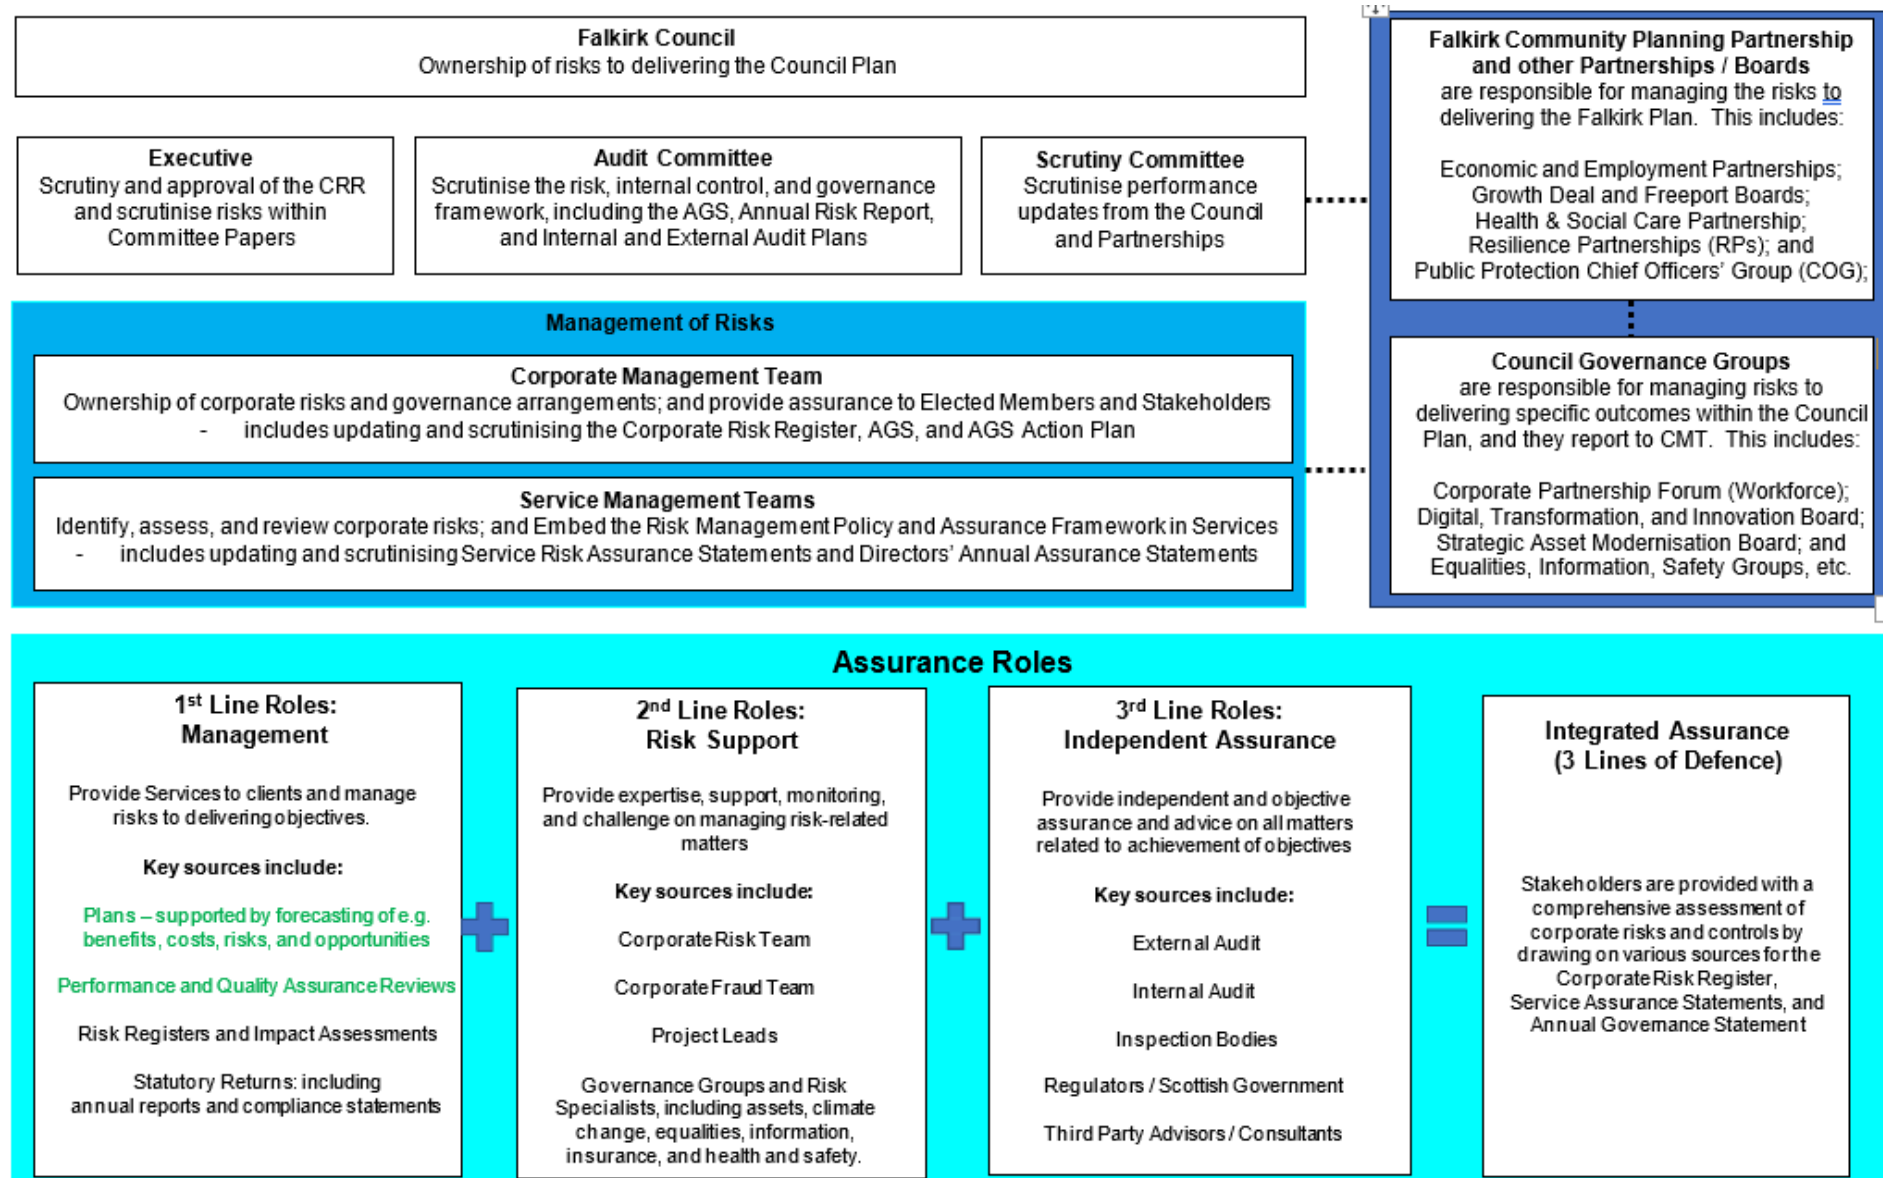 Falkirk Council
Ownership of risks to delivering the Council Plan
Executive
Scrutiny and approval of the CRR
and scrutinise risks within
Committee Papers
Audit Committee
Scrutinise the risk, internal control, and governance
framework, including the AGS, Annual Risk Report,
and Internal and External Audit Plans
Scrutiny Committee
Scrutinise performance
updates from the Council
and Partnerships
Falkirk Community Planning Partnership
and other Partnerships / Boards
are responsible for managing the risks to
delivering the Falkirk Plan. This includes:
Economic and Employment Partnerships;
Growth Deal and Freeport Boards;
Health & Social Care Partnership;
Resilience Partnerships (RPs); and
Public Protection Chief Officers' Group (COG);
Management of Risks
Corporate Management Team
Ownership of corporate risks and governance arrangements; and provide assurance to Elected Members and Stakeholders
- includes updating and scrutinising the Corporate Risk Register, AGS, and AGS Action Plan
Service Management Teams
Identify, assess, and review corporate risks; and Embed the Risk Management Policy and Assurance Framework in Services
- includes updating and scrutinising Service Risk Assurance Statements and Directors' Annual Assurance Statements
Council Governance Groups
are responsible for managing risks to
delivering specific outcomes within the Council
Plan, and they report to CMT. This includes:
Corporate Partnership Forum (Workforce);
Digital, Transformation, and Innovation Board;
Strategic Asset Modernisation Board; and
Equalities, Information, Safety Groups, etc.
Assurance Roles
1st Line Roles:
Management
Provide Services to clients and manage
risks to delivering objectives.
Key sources include:
Plans – supported by forecasting of e.g.
benefits, costs, risks, and opportunities
Performance and Quality Assurance Reviews
Risk Registers and Impact Assessments
Statutory Returns: including
annual reports and compliance statements
2nd Line Roles:
Risk Support
Provide expertise, support, monitoring,
and challenge on managing risk-related
matters
Key sources include:
Corporate Risk Team
Corporate Fraud Team
Project Leads
Governance Groups and Risk
Specialists, including assets, climate
change, equalities, information,
insurance, and health and safety.
3rd Line Roles:
Independent Assurance
Provide independent and objective
assurance and advice on all matters
related to achievement of objectives
Key sources include:
External Audit
Internal Audit
Inspection Bodies
Regulators / Scottish Government
Third Party Advisors / Consultants
Integrated Assurance
(3 Lines of Defence)
Stakeholders are provided with a
comprehensive assessment of
corporate risks and controls by
drawing on various sources for the
Corporate Risk Register,
Service Assurance Statements, and
Annual Governance Statement